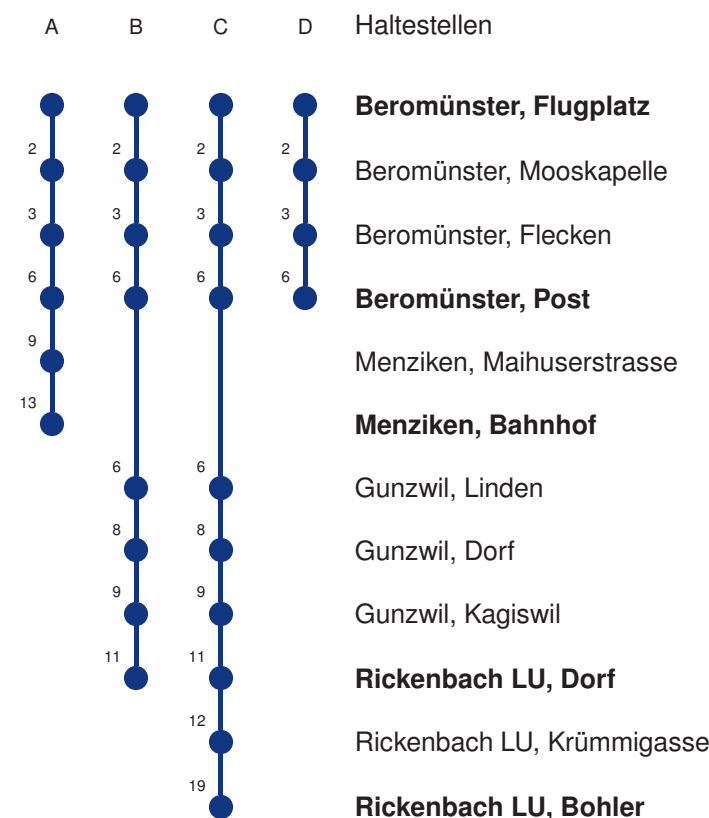 A B C D Haltestellen
Beromünster, Flugplatz
2 2 2 2 Beromünster, Mooskapelle
3 3 3 3 Beromünster, Flecken
6 6 6 6 Beromünster, Post
9 Menziken, Maihuserstrasse
13 Menziken, Bahnhof
6 6 Gunzwil, Linden
8 8 Gunzwil, Dorf
9 9 Gunzwil, Kagiswil
11 11 Rickenbach LU, Dorf
12 Rickenbach LU, Krümmigasse
19 Rickenbach LU, Bohler